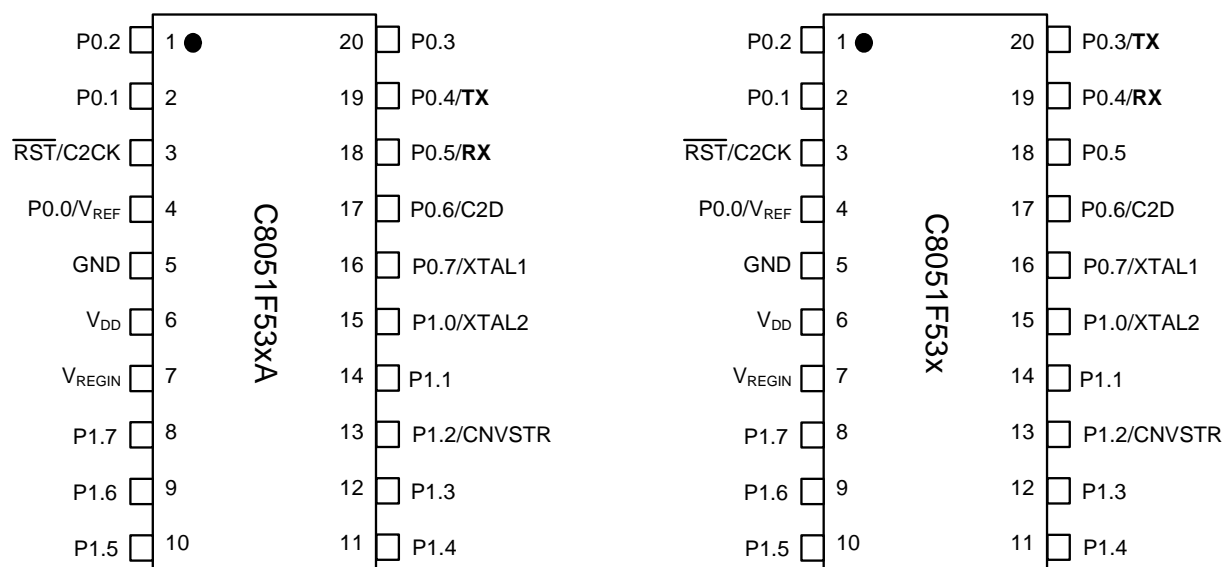 P0.2 1 20 P0.3
P0.1 2 19 P0.4/TX
RST/C2CK 3 18 P0.5/RX
P0.0/VREF 4 17 P0.6/C2D
GND 5 16 P0.7/XTAL1
VDD 6 15 P1.0/XTAL2
VREGIN 7 14 P1.1
P1.7 8 13 P1.2/CNVSTR
P1.6 9 12 P1.3
P1.5 10 11 P1.4
C8051F53xA
P0.2 1 20 P0.3/TX
P0.1 2 19 P0.4/RX
RST/C2CK 3 18 P0.5
P0.0/VREF 4 17 P0.6/C2D
GND 5 16 P0.7/XTAL1
VDD 6 15 P1.0/XTAL2
VREGIN 7 14 P1.1
P1.7 8 13 P1.2/CNVSTR
P1.6 9 12 P1.3
P1.5 10 11 P1.4
C8051F53x